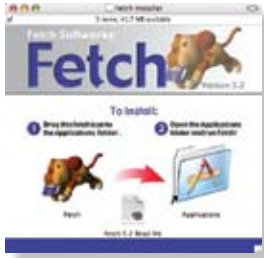 Fetch Installer
5 items, 41.7 MB available
Fetch Softworks
Fetch
Version 5.2
To Install:
1 Drag this Fetch icon to
the Applications folder.
2 Open the Applications
folder and run Fetch!
Fetch
Applications
Fetch 5.2 Read Me